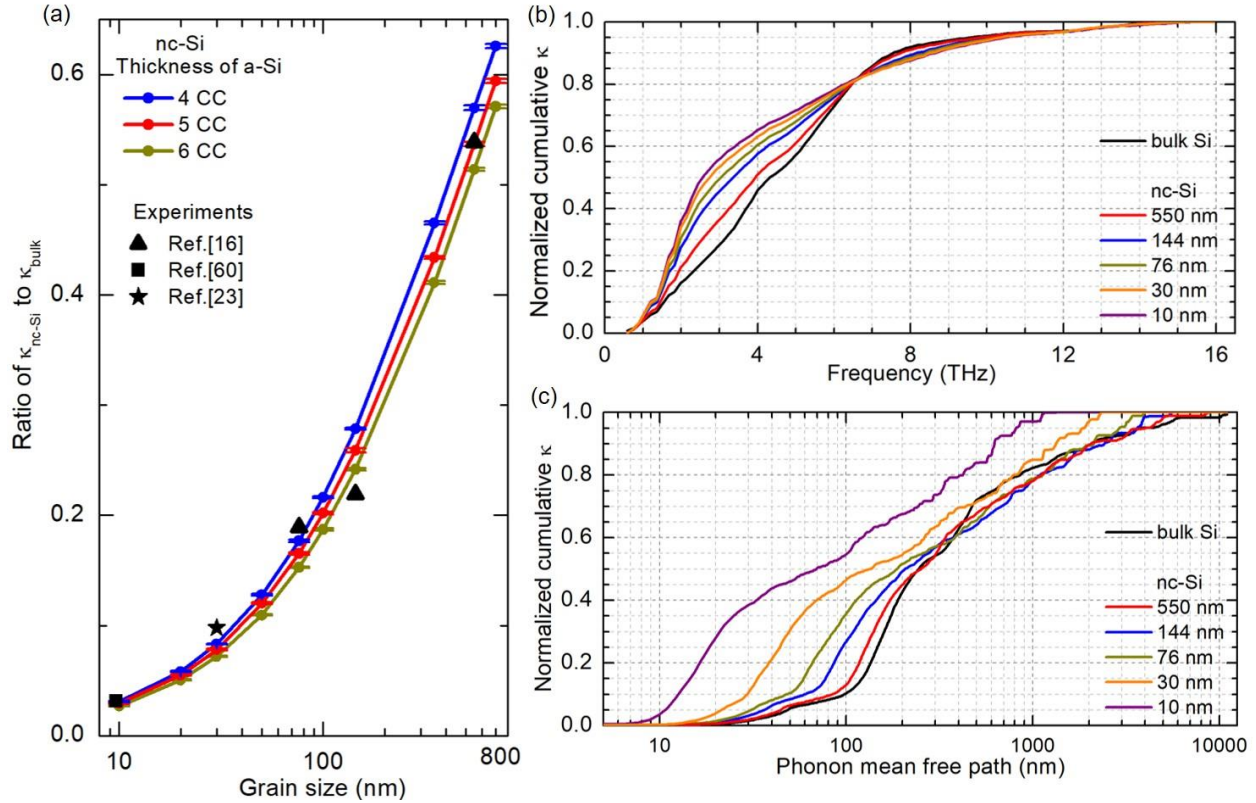 (a)
nc-Si
Thickness of a-Si
4 CC
5 CC
6 CC
Experiments
Ref.[16]
Ref.[60]
Ref.[23]
Ratio of κnc-Si to κbulk
0.6
0.4
0.2
0.0
10
100
800
Grain size (nm)
(b)
Normalized cumulative κ
1.0
0.8
0.6
0.4
0.2
0.0
bulk Si
nc-Si
550 nm
144 nm
76 nm
30 nm
10 nm
0
4
8
12
16
Frequency (THz)
(c)
Normalized cumulative κ
1.0
0.8
0.6
0.4
0.2
0.0
bulk Si
nc-Si
550 nm
144 nm
76 nm
30 nm
10 nm
10
100
1000
10000
Phonon mean free path (nm)